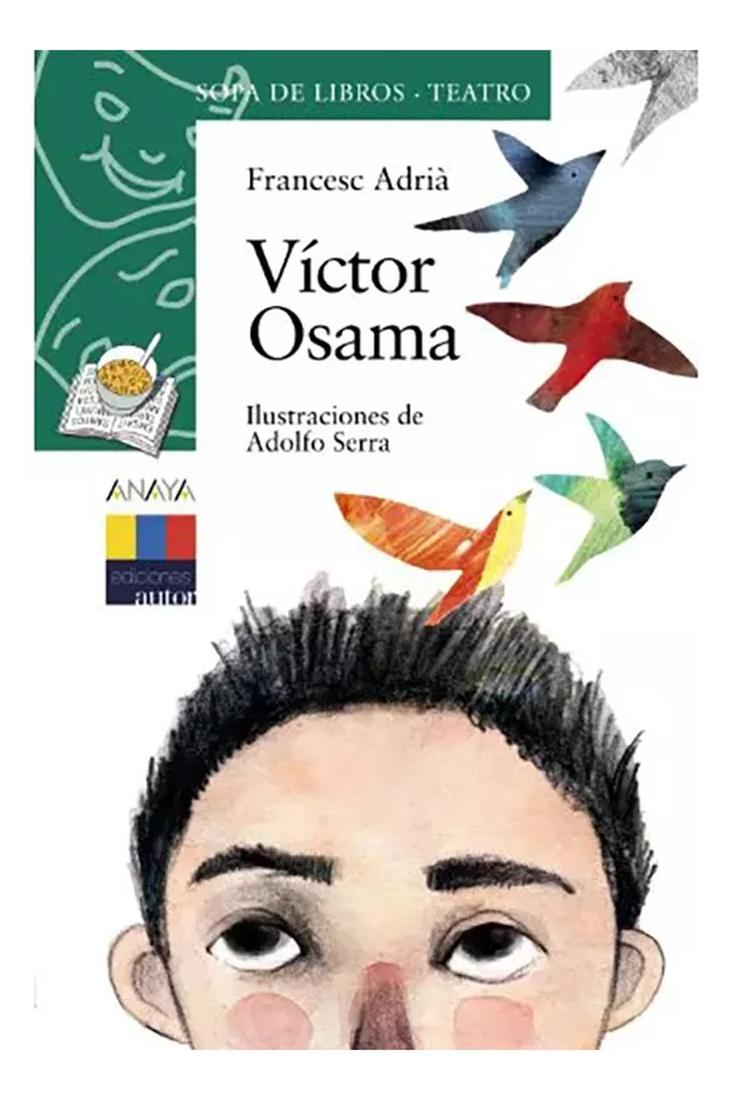 SOPA DE LIBROS · TEATRO
Francesc Adrià
Víctor
Osama
Ilustraciones de
Adolfo Serra
ANAYA
ediciones
autor